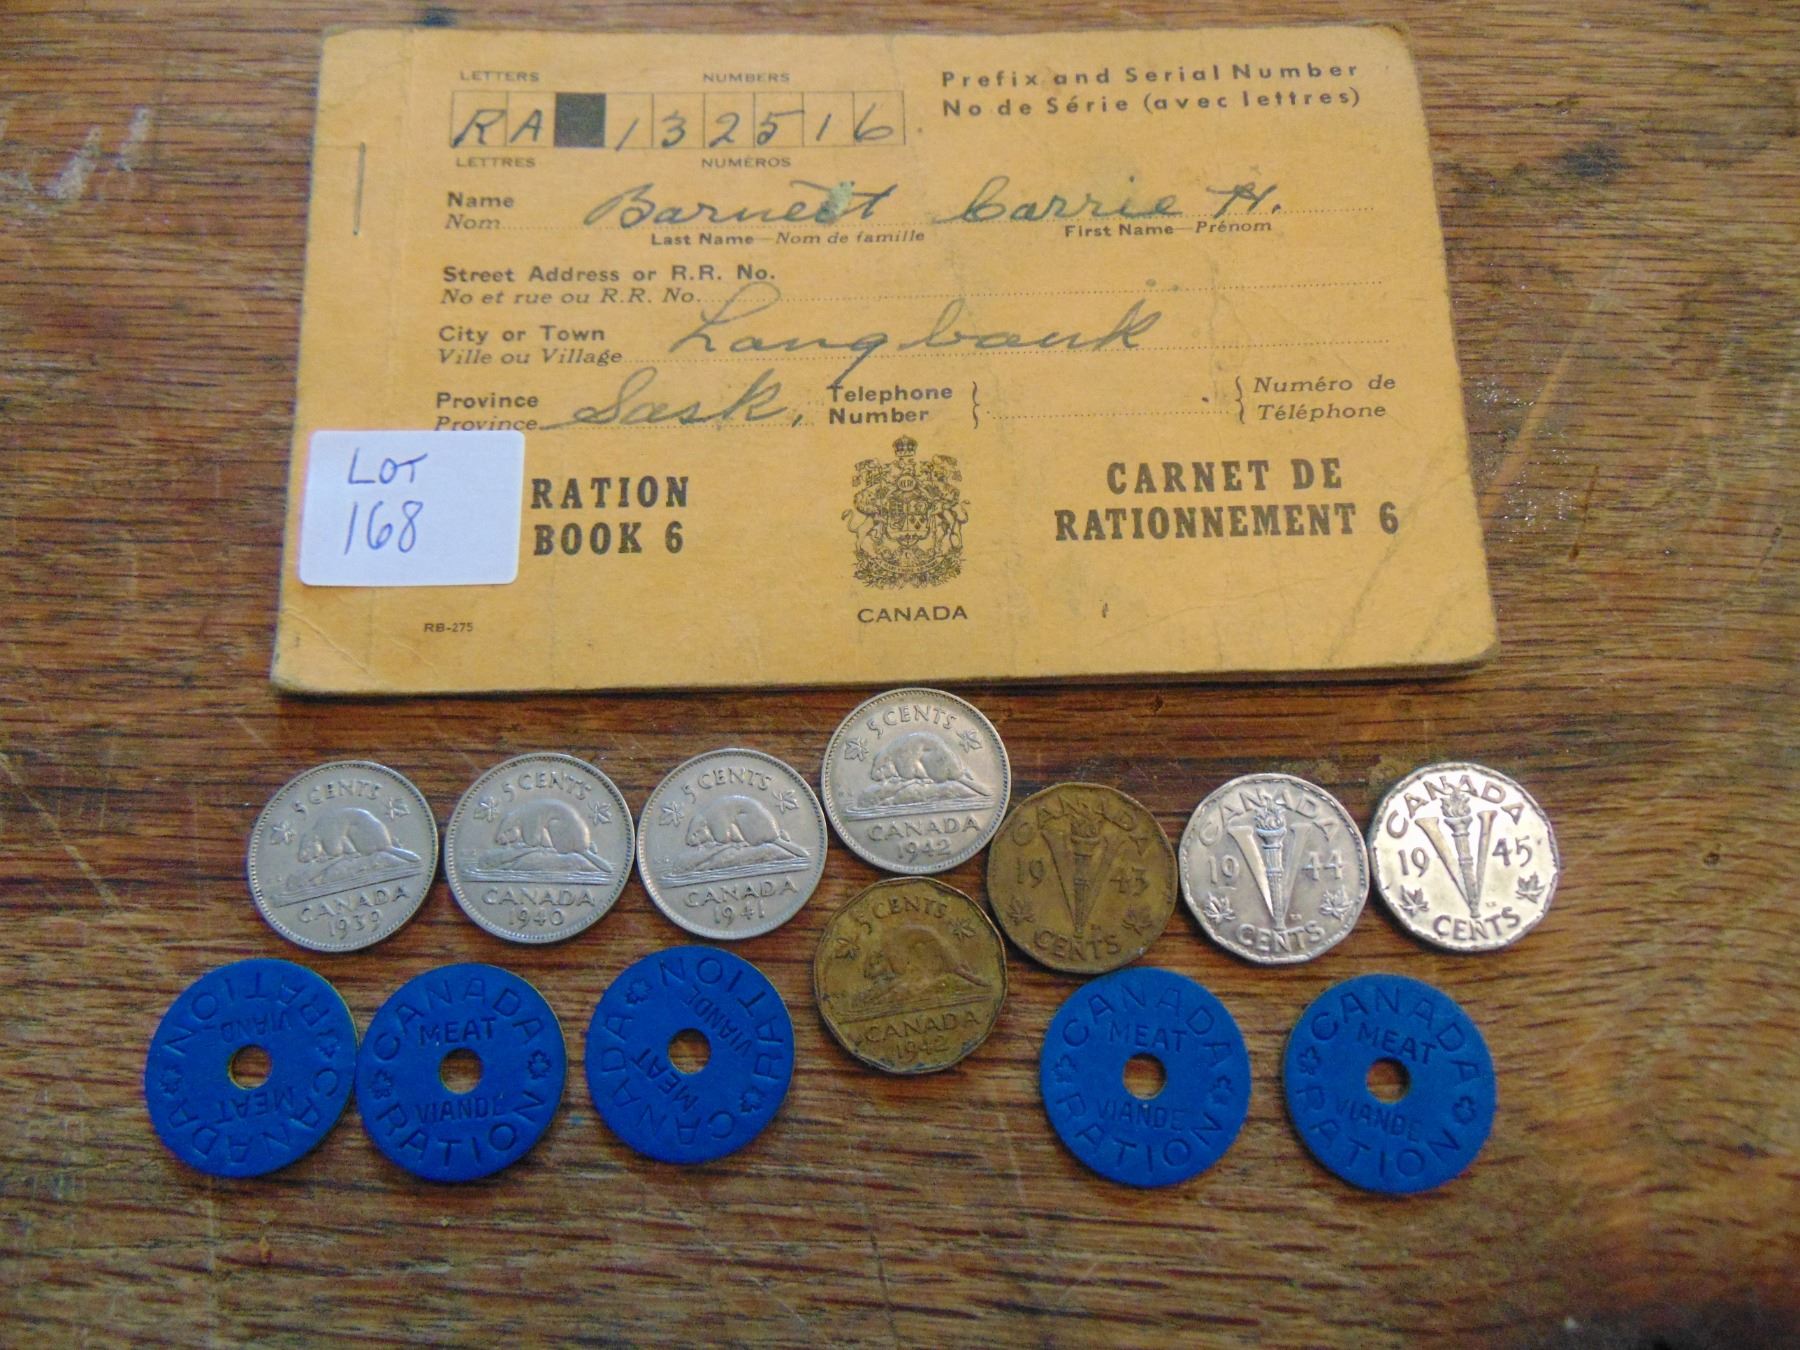 LETTERS NUMBERS
Prefix and Serial Number
No de Série (avec lettres)
RA 132516
LETTRES NUMÉROS
Name Barnett Carrie H.
Nom
Last Name—Nom de famille First Name—Prénom
Street Address or R.R. No.
No et rue ou R.R. No.
City or Town Langbank
Ville ou Village
Province Sask, Telephone Numéro de
Province Number Téléphone
LOT
168
RATION CARNET DE
BOOK 6 RATIONNEMENT 6
CANADA
RB-275
5 CENTS
CANADA
1939
5 CENTS
CANADA
1940
5 CENTS
CANADA
1941
5 CENTS
CANADA
1942
5 CENTS
CANADA
1942
CANADA
1943
CENTS
CANADA
1944
CENTS
CANADA
1945
CENTS
CANADA
MEAT
VIANDE
RATION
CANADA
MEAT
VIANDE
RATION
CANADA
MEAT
VIANDE
RATION
CANADA
MEAT
VIANDE
RATION
CANADA
MEAT
VIANDE
RATION